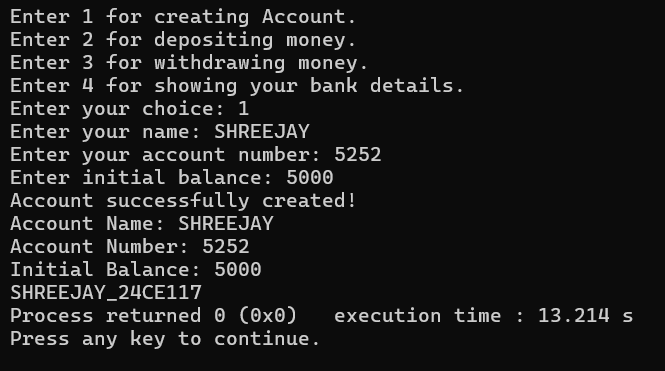 Enter 1 for creating Account.
Enter 2 for depositing money.
Enter 3 for withdrawing money.
Enter 4 for showing your bank details.
Enter your choice: 1
Enter your name: SHREEJAY
Enter your account number: 5252
Enter initial balance: 5000
Account successfully created!
Account Name: SHREEJAY
Account Number: 5252
Initial Balance: 5000
SHREEJAY_24CE117
Process returned 0 (0x0)   execution time : 13.214 s
Press any key to continue.